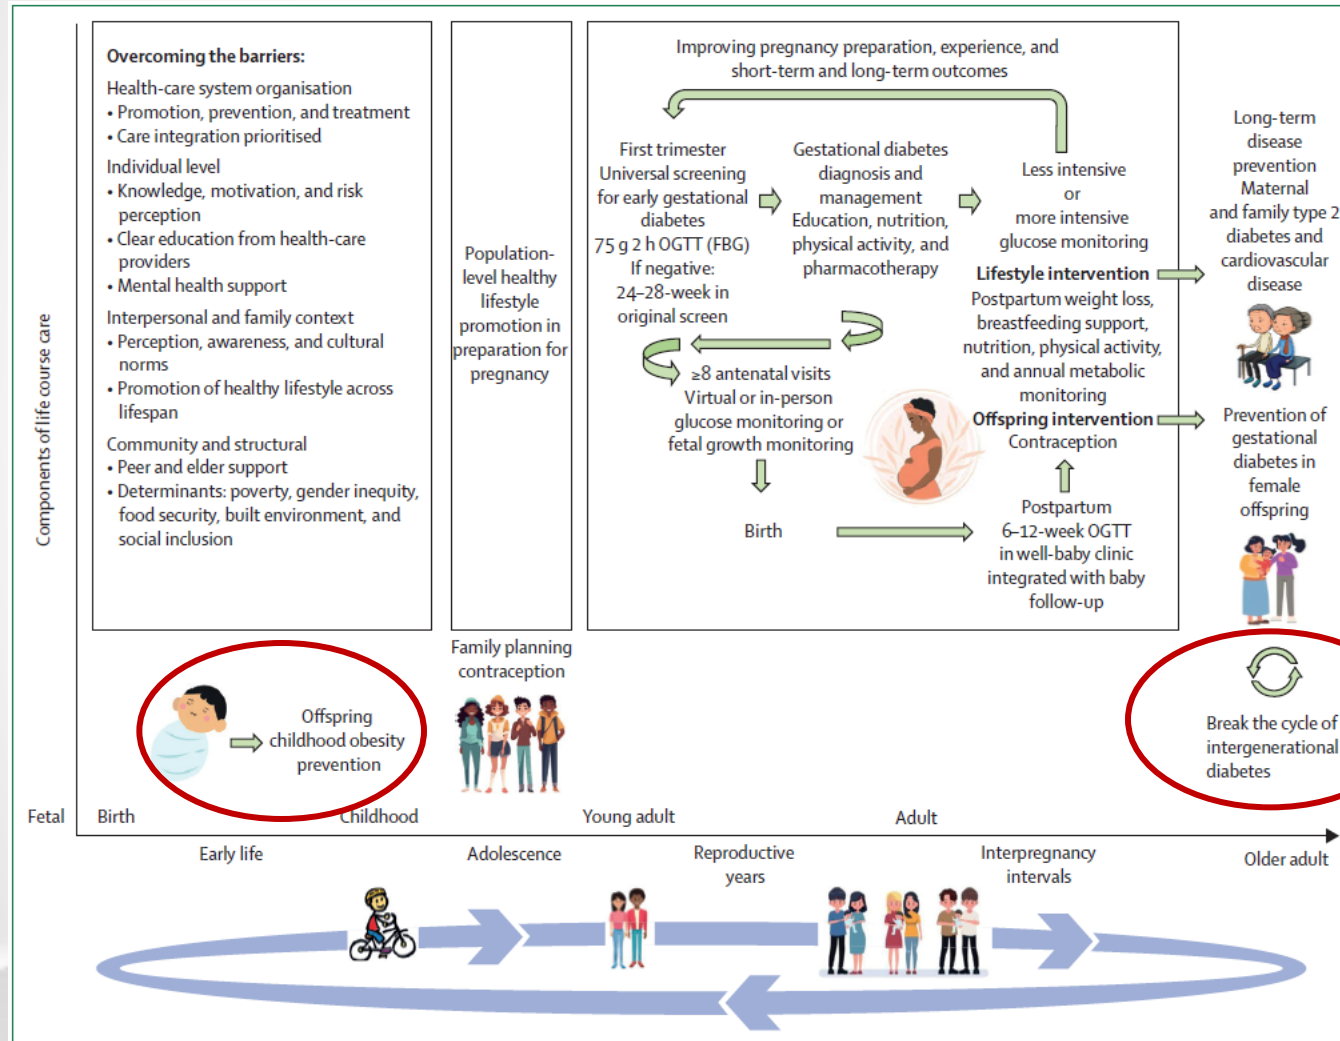 Components of life course care
Overcoming the barriers:
Health-care system organisation
• Promotion, prevention, and treatment
• Care integration prioritised
Individual level
• Knowledge, motivation, and risk
perception
• Clear education from health-care
providers
• Mental health support
Interpersonal and family context
• Perception, awareness, and cultural
norms
• Promotion of healthy lifestyle across
lifespan
Community and structural
• Peer and elder support
• Determinants: poverty, gender inequity,
food security, built environment, and
social inclusion
Offspring
childhood obesity
prevention
Population-
level healthy
lifestyle
promotion in
preparation for
pregnancy
Family planning
contraception
Improving pregnancy preparation, experience, and
short-term and long-term outcomes
First trimester
Universal screening
for early gestational
diabetes
75 g 2 h OGTT (FBG)
If negative:
24–28-week in
original screen
Gestational diabetes
diagnosis and
management
Education, nutrition,
physical activity, and
pharmacotherapy
Less intensive
or
more intensive
glucose monitoring
Lifestyle intervention
Postpartum weight loss,
breastfeeding support,
nutrition, physical activity,
and annual metabolic
monitoring
Offspring intervention
Contraception
≥8 antenatal visits
Virtual or in-person
glucose monitoring or
fetal growth monitoring
Birth
Postpartum
6–12-week OGTT
in well-baby clinic
integrated with baby
follow-up
Long-term
disease
prevention
Maternal
and family type 2
diabetes and
cardiovascular
disease
Prevention of
gestational
diabetes in
female
offspring
Break the cycle of
intergenerational
diabetes
Fetal
Birth
Childhood
Young adult
Adult
Early life
Adolescence
Reproductive
years
Interpregnancy
intervals
Older adult